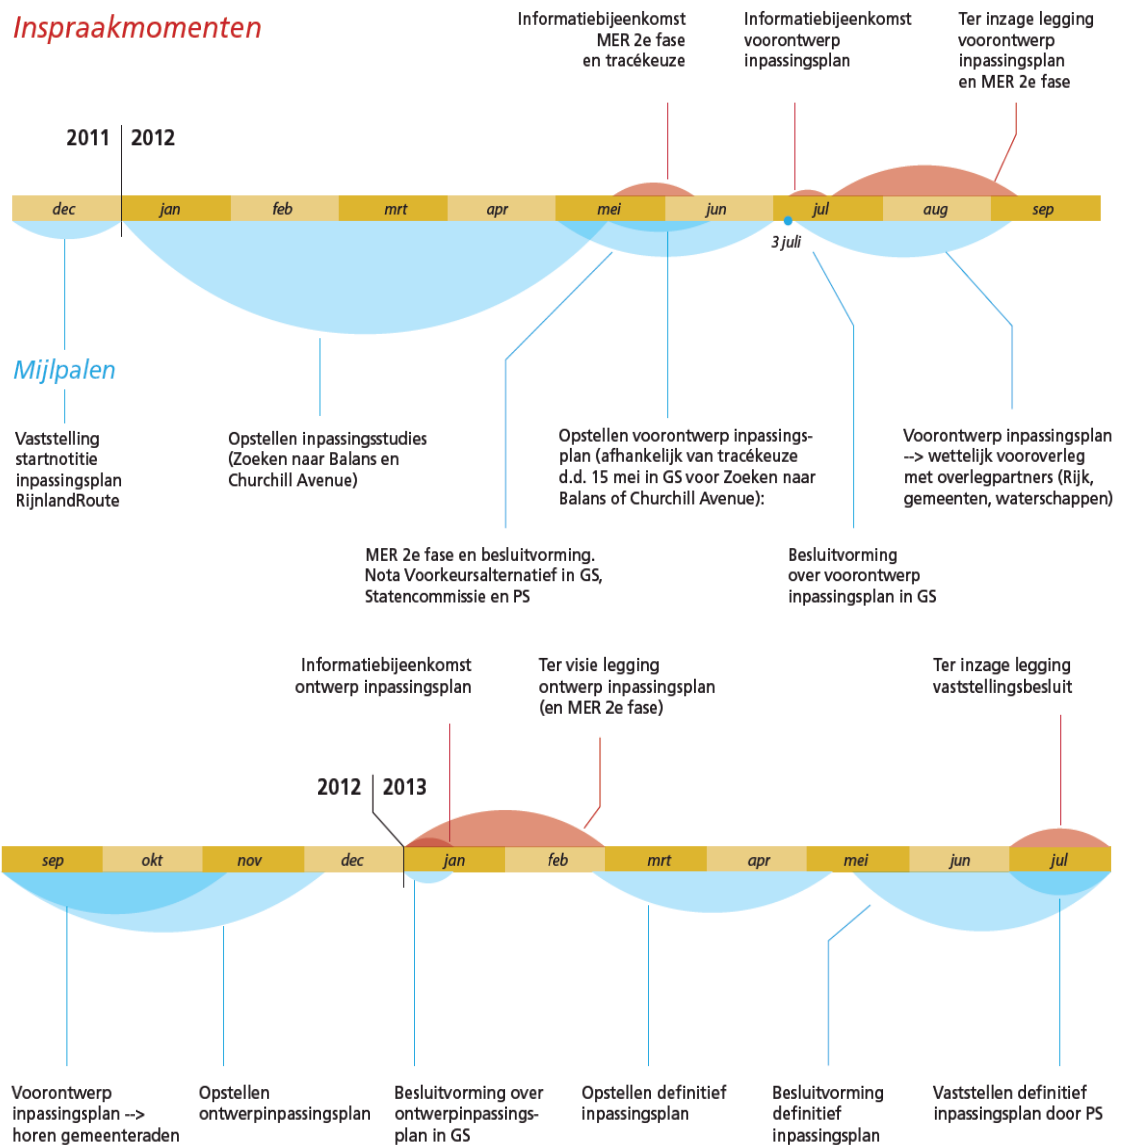 Inspraakmomenten
Informatiebijeenkomst
MER 2e fase
en tracékeuze
Informatiebijeenkomst
voorontwerp
inpassingsplan
Ter inzage legging
voorontwerp
inpassingsplan
en MER 2e fase
2011 2012
dec jan feb mrt apr mei jun jul aug sep
3 juli
Mijlpalen
Vaststelling
startnotitie
inpassingsplan
RijnlandRoute
Opstellen inpassingsstudies
(Zoeken naar Balans en
Churchill Avenue)
Opstellen voorontwerp inpassings-
plan (afhankelijk van tracékeuze
d.d. 15 mei in GS voor Zoeken naar
Balans of Churchill Avenue):
Voorontwerp inpassingsplan
--> wettelijk vooroverleg
met overlegpartners (Rijk,
gemeenten, waterschappen)
MER 2e fase en besluitvorming.
Nota Voorkeursalternatief in GS,
Statencommissie en PS
Besluitvorming
over voorontwerp
inpassingsplan in GS
Informatiebijeenkomst
ontwerp inpassingsplan
Ter visie legging
ontwerp inpassingsplan
(en MER 2e fase)
Ter inzage legging
vaststellingsbesluit
2012 2013
sep okt nov dec jan feb mrt apr mei jun jul
Voorontwerp
inpassingsplan -->
horen gemeenteraden
Opstellen
ontwerpinpassingsplan
Besluitvorming over
ontwerpinpassings-
plan in GS
Opstellen definitief
inpassingsplan
Besluitvorming
definitief
inpassingsplan
Vaststellen definitief
inpassingsplan door PS